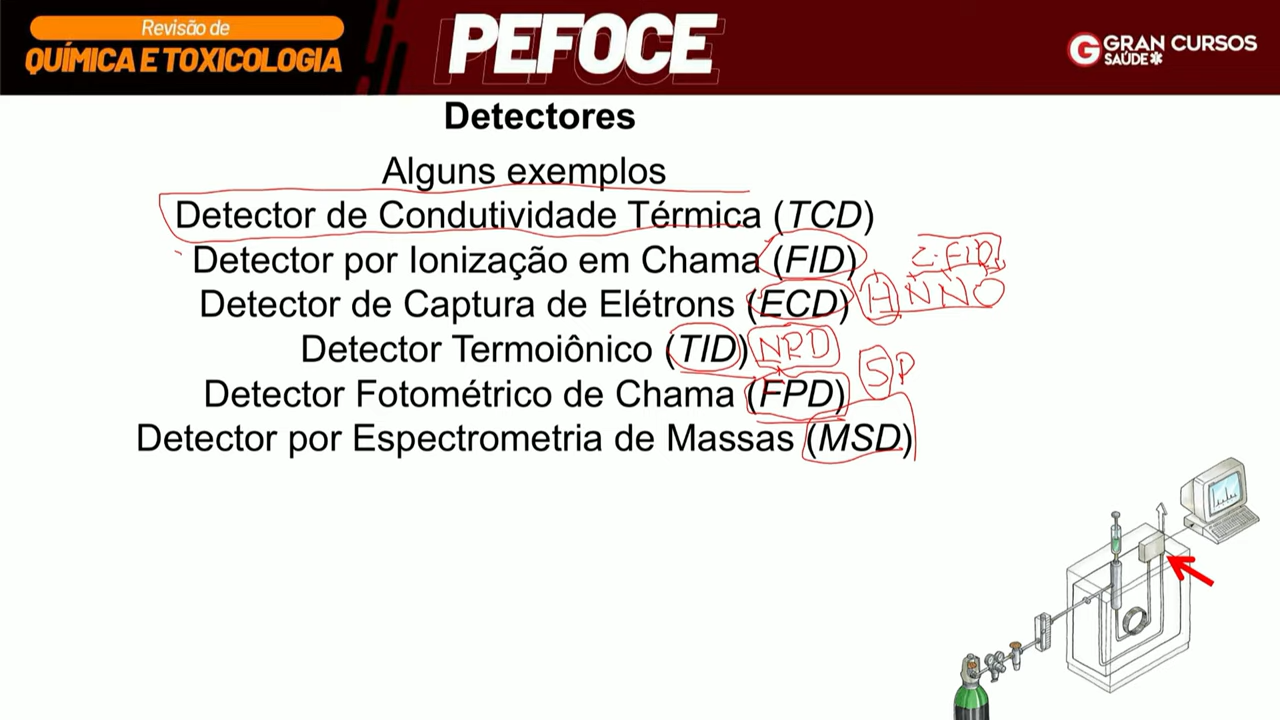 Revisão de
QUÍMICA E TOXICOLOGIA
PEFOCE
GRAN CURSOS
SAÚDE
Detectores
Alguns exemplos
Detector de Condutividade Térmica (TCD)
Detector por Ionização em Chama (FID)
Detector de Captura de Elétrons (ECD) H NNO
Detector Termoiônico (TID) NPD
Detector Fotométrico de Chama (FPD) SP
Detector por Espectrometria de Massas (MSD)